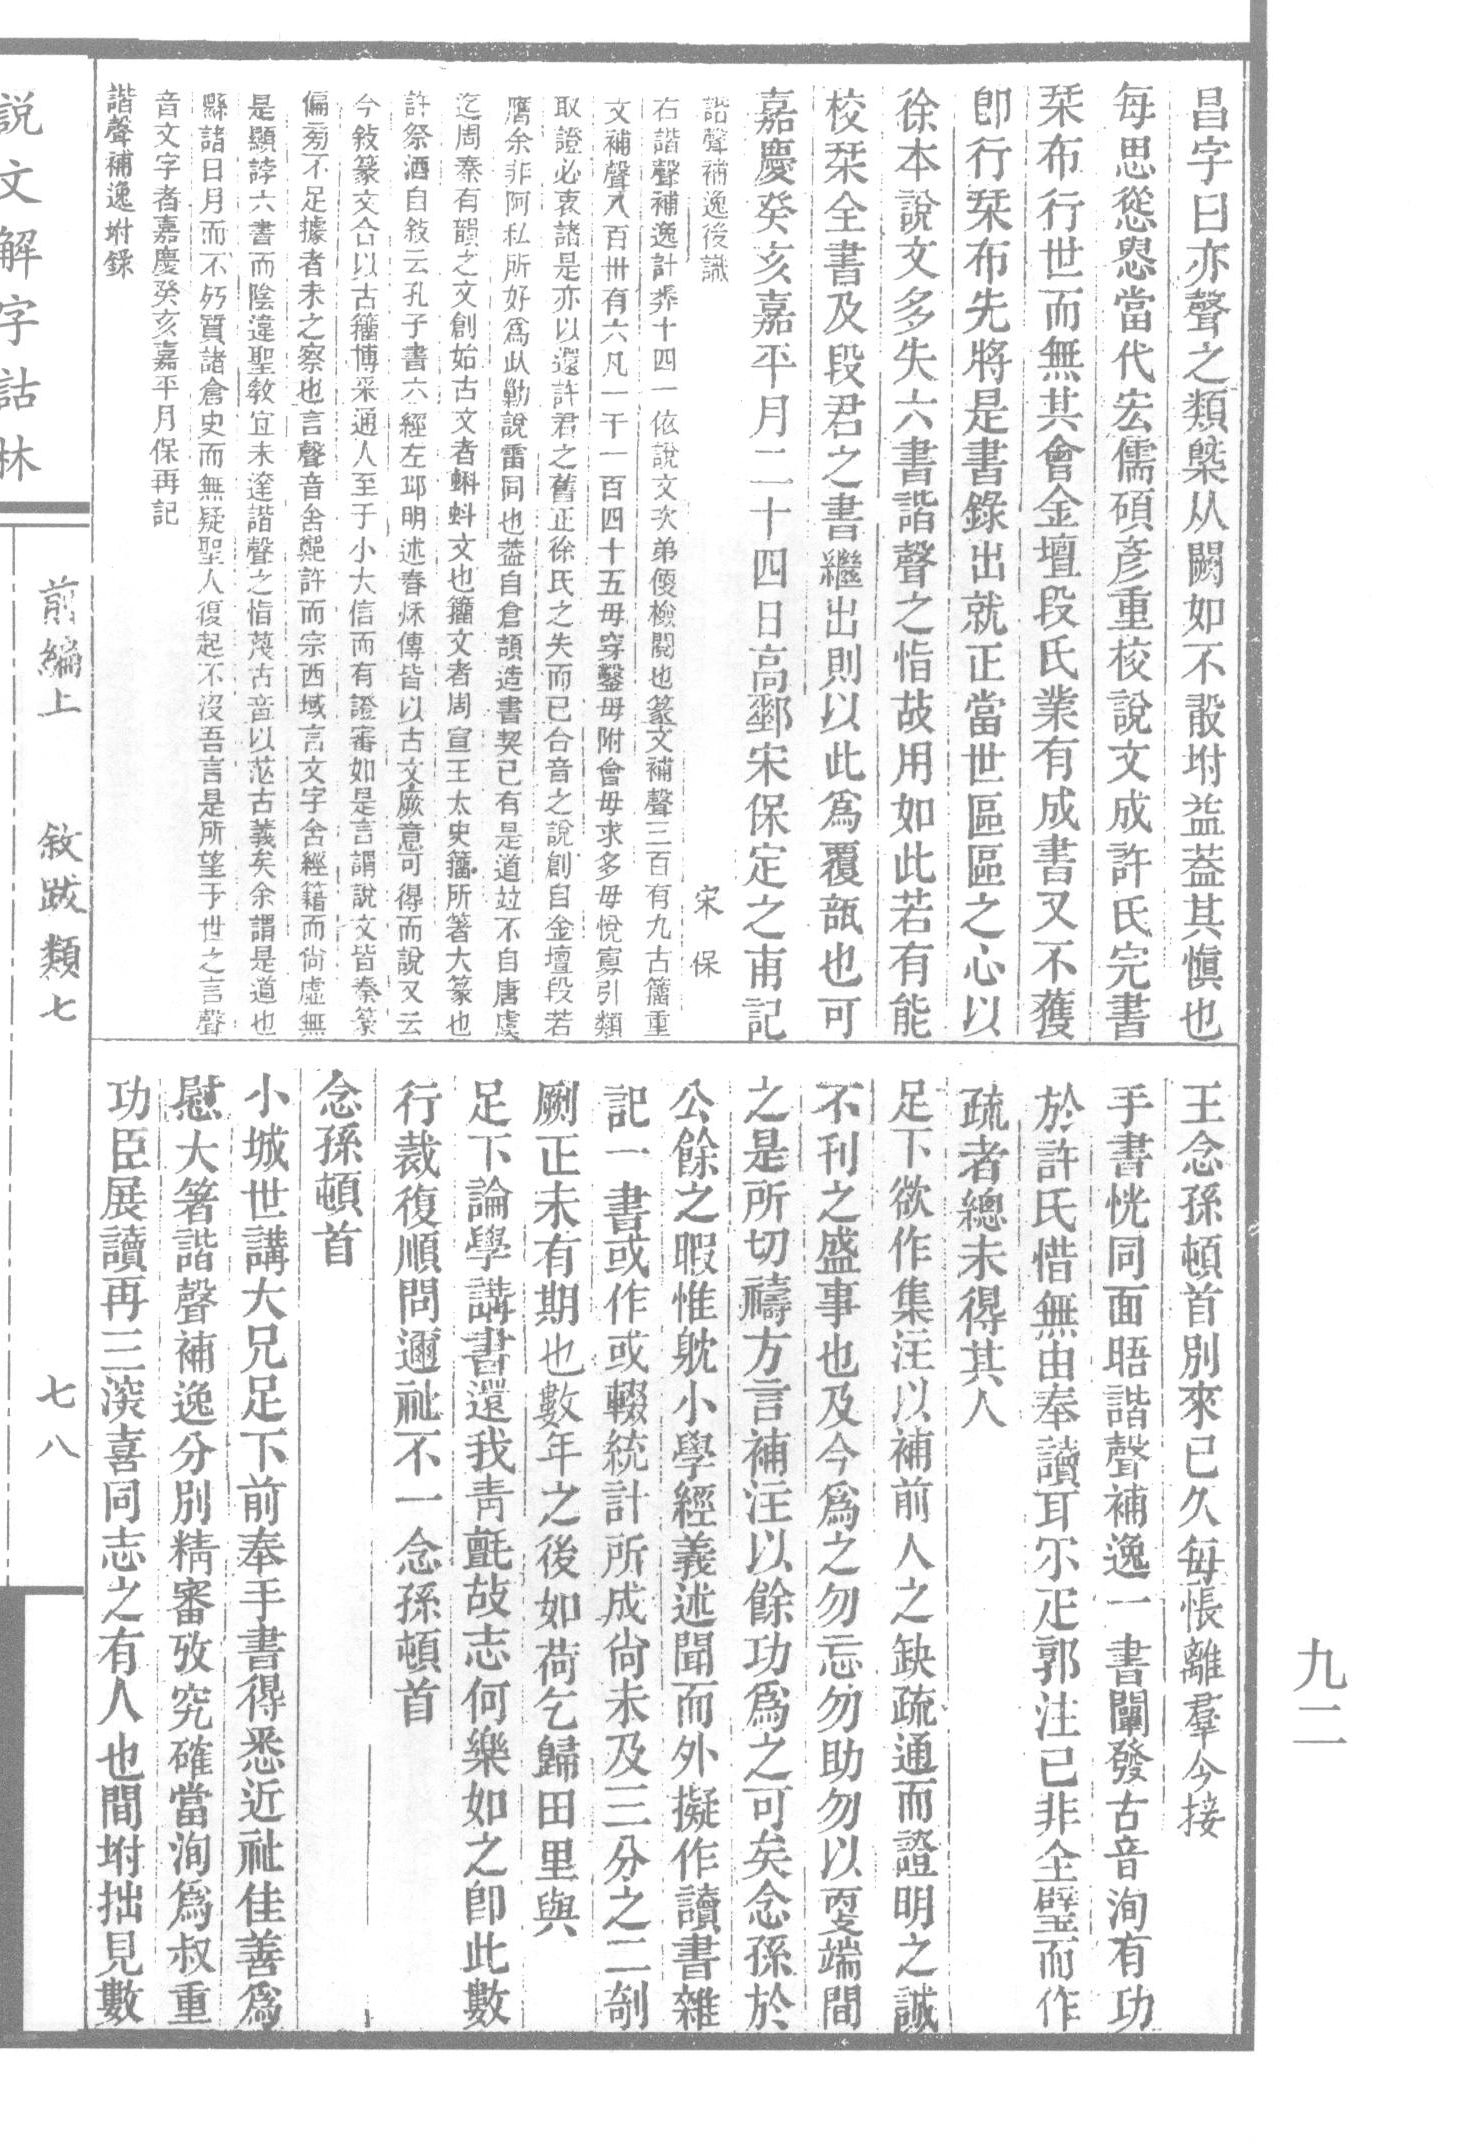 昌字曰亦聲之類槩从闕如不敢坿益蓋其愼也
每思慫恿當代宏儒碩彥重校說文成許氏完書
栞布行世而無其會金壇段氏業有成書又不獲
卽行栞布先將是書錄出就正當世區區之心以
徐本說文多失六書諧聲之恉故用如此若有能
校栞全書及段君之書繼出則以此爲覆瓿也可
嘉慶癸亥嘉平月二十四日高郵宋保定之甫記
諧聲補逸後識
宋保
右諧聲補逸計弆十四一依說文次弟便檢閱也篆文補聲三百有九古籒重
文補聲八百卅有六凡一千一百四十五毋穿鑿毋附會毋求多毋悅寡引類
取證必衷諸是亦以還許君之舊正徐氏之失而已合音之說創自金壇段若
膺余非阿私所好爲此勦說雷同也葢自倉頡造書契已有是道竝不自唐虞
迄周秦有韻之文創始古文者蝌蚪文也籒文者周宣王太史籒所箸大篆也
許祭酒自敍云孔子書六經左邱明述春秌傳皆以古文厥意可得而說又云
今敍篆文合以古籒博采通人至于小大信而有證審如是言謂說文皆秦篆
偏旁不足據者未之察也言聲音舍鄭許而宗西域言文字舍經籍而尙虛無
是顯誖六書而陰違聖敎宜未達諧聲之恉蔑古音以苾古義矣余謂是道也
縣諸日月而不夗質諸倉史而無疑聖人復起不沒吾言是所望于世之言聲
音文字者嘉慶癸亥嘉平月保再記
諧聲補逸坿錄
王念孫頓首別來已久每悵離羣今接
手書恍同面晤諧聲補逸一書闡發古音洵有功
於許氏惜無由奉讀耳尒疋郭注已非全璧而作
疏者總未得其人
足下欲作集注以補前人之缺疏通而證明之誠
不刊之盛事也及今爲之勿忘勿助勿以耎端間
之是所切禱方言補注以餘功爲之可矣念孫於
公餘之暇惟躭小學經義述聞而外擬作讀書雜
記一書或作或輟統計所成尙未及三分之二剞
劂正未有期也數年之後如荷乞歸田里與
足下論學講書還我靑氈故志何樂如之卽此數
行裁復順問邇祉不一念孫頓首
念孫頓首
小城世講大兄足下前奉手書得悉近祉佳善爲
慰大箸諧聲補逸分別精審攷究確當洵爲叔重
功臣展讀再三深喜同志之有人也間坿拙見數
說文解字詁林
前編上
敘跋類七
七八
九二